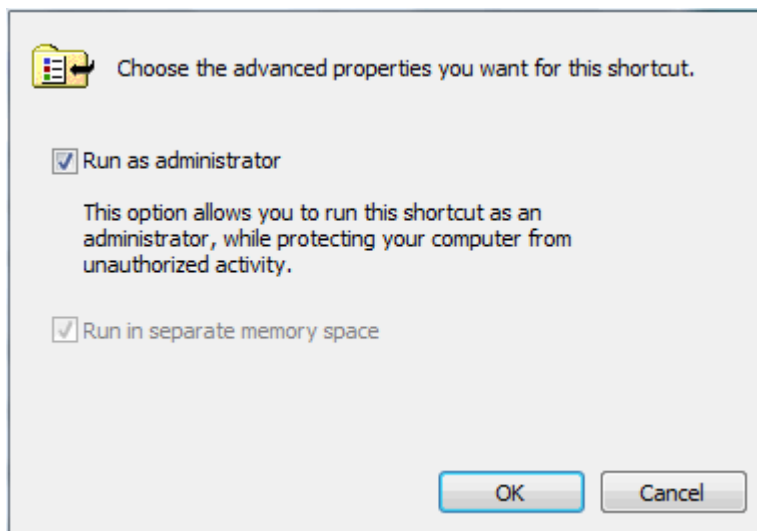 Choose the advanced properties you want for this shortcut.
Run as administrator
This option allows you to run this shortcut as an
administrator, while protecting your computer from
unauthorized activity.
Run in separate memory space
OK Cancel